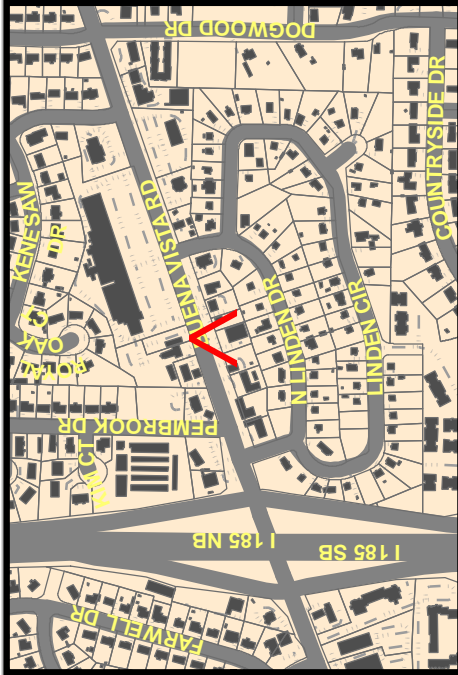 DOGWOOD DR
COUNTRYSIDE DR
KENESAW
DR
BUENA VISTA RD
ROYAL
OAK CT
N LINDEN DR
LINDEN CIR
PEMBROOK DR
KIM CT
I 185 NB
I 185 SB
FARWELL DR